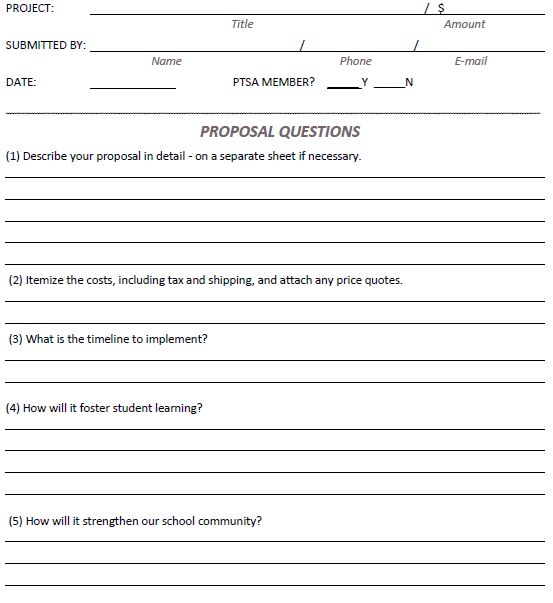 PROJECT: / $
Title Amount
SUBMITTED BY: / /
Name Phone E-mail
DATE: PTSA MEMBER? _____Y _____N
PROPOSAL QUESTIONS
(1) Describe your proposal in detail - on a separate sheet if necessary.
(2) Itemize the costs, including tax and shipping, and attach any price quotes.
(3) What is the timeline to implement?
(4) How will it foster student learning?
(5) How will it strengthen our school community?